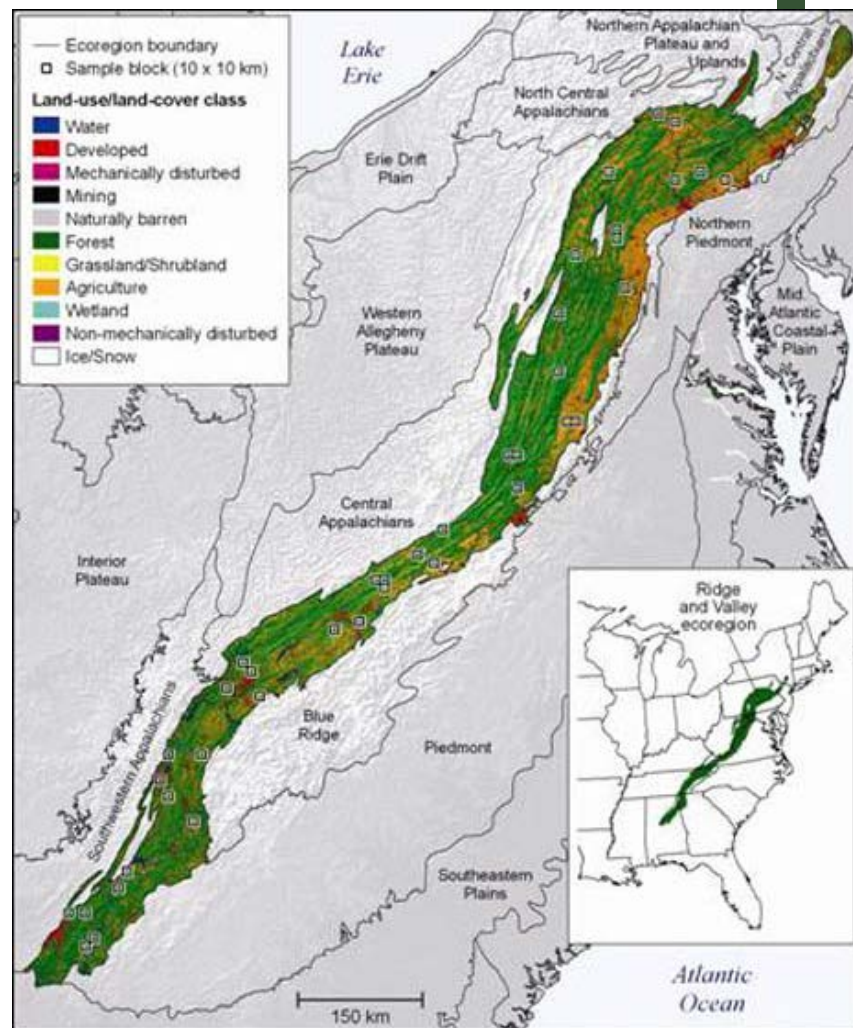 Ecoregion boundary
Sample block (10 x 10 km)
Land-use/land-cover class
Water
Developed
Mechanically disturbed
Mining
Naturally barren
Forest
Grassland/Shrubland
Agriculture
Wetland
Non-mechanically disturbed
Ice/Snow
Lake
Erie
Northern Appalachian
Plateau and
Uplands
N. Central
Appalachians
North Central
Appalachians
Erie Drift
Plain
Northern
Piedmont
Mid
Atlantic
Coastal
Plain
Western
Allegheny
Plateau
Central
Appalachians
Interior
Plateau
Ridge
and Valley
ecoregion
Blue
Ridge
Piedmont
Southwestern Appalachians
Southeastern
Plains
Atlantic
Ocean
150 km